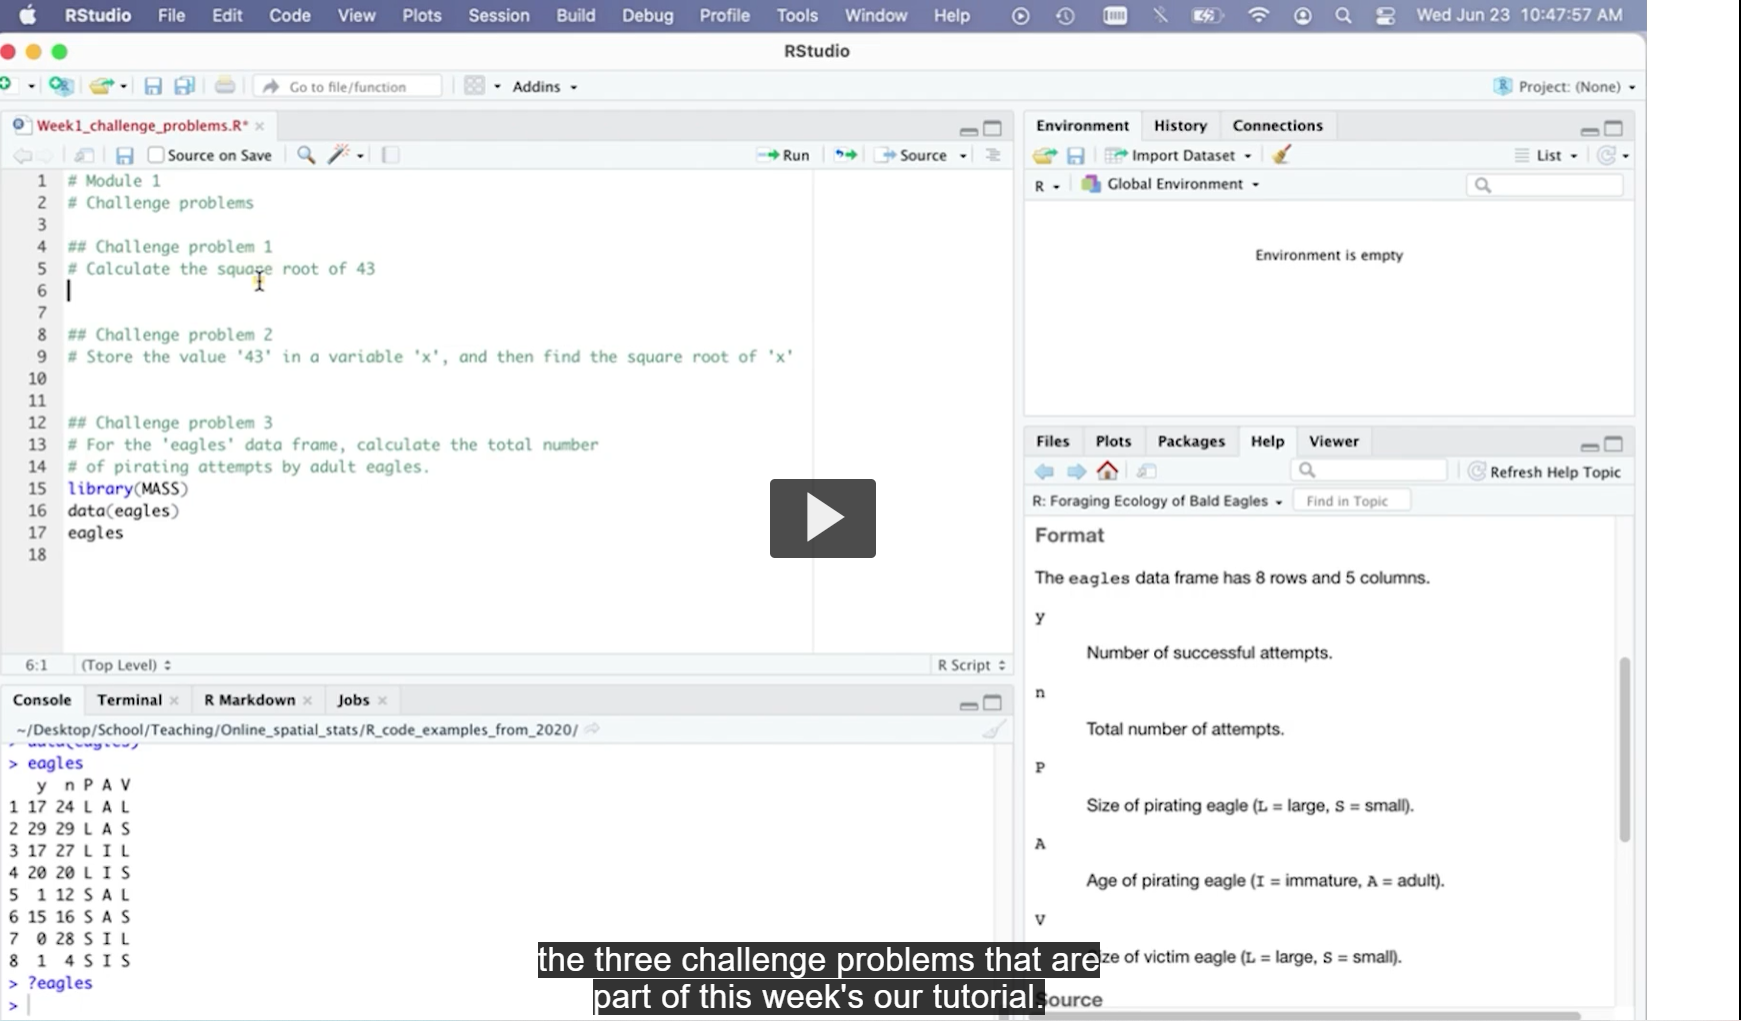 RStudio File Edit Code View Plots Session Build Debug Profile Tools Window Help Wed Jun 23 10:47:57 AM
RStudio
Go to file/function Addins Project: (None)
Week1_challenge_problems.R*
Source on Save Run Source
1 # Module 1
2 # Challenge problems
3
4 ## Challenge problem 1
5 # Calculate the square root of 43
6
7
8 ## Challenge problem 2
9 # Store the value '43' in a variable 'x', and then find the square root of 'x'
10
11
12 ## Challenge problem 3
13 # For the 'eagles' data frame, calculate the total number
14 # of pirating attempts by adult eagles.
15 library(MASS)
16 data(eagles)
17 eagles
18
6:1 (Top Level) R Script
Console Terminal R Markdown Jobs
~/Desktop/School/Teaching/Online_spatial_stats/R_code_examples_from_2020/
> data(eagles)
> eagles
y n P A V
1 17 24 L A L
2 29 29 L A S
3 17 27 L I L
4 20 20 L I S
5 1 12 S A L
6 15 16 S A S
7 0 28 S I L
8 1 4 S I S
> ?eagles
>
Environment History Connections
Import Dataset List
R Global Environment
Environment is empty
Files Plots Packages Help Viewer
Refresh Help Topic
R: Foraging Ecology of Bald Eagles Find in Topic
Format
The eagles data frame has 8 rows and 5 columns.
y
Number of successful attempts.
n
Total number of attempts.
P
Size of pirating eagle (L = large, S = small).
A
Age of pirating eagle (I = immature, A = adult).
V
ze of victim eagle (L = large, S = small).
Source
the three challenge problems that are
part of this week's our tutorial.